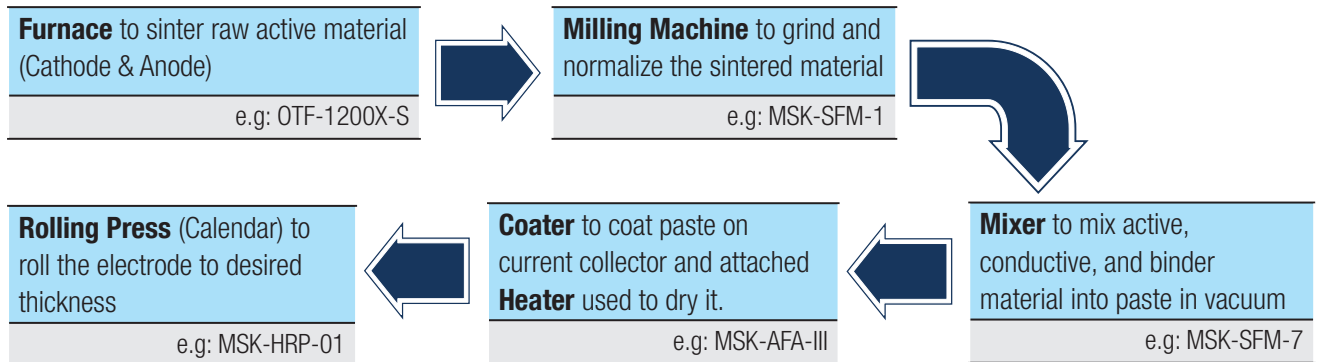 Furnace to sinter raw active material
(Cathode & Anode)
e.g: OTF-1200X-S
Milling Machine to grind and
normalize the sintered material
e.g: MSK-SFM-1
Mixer to mix active,
conductive, and binder
material into paste in vacuum
e.g: MSK-SFM-7
Coater to coat paste on
current collector and attached
Heater used to dry it.
e.g: MSK-AFA-III
Rolling Press (Calendar) to
roll the electrode to desired
thickness
e.g: MSK-HRP-01